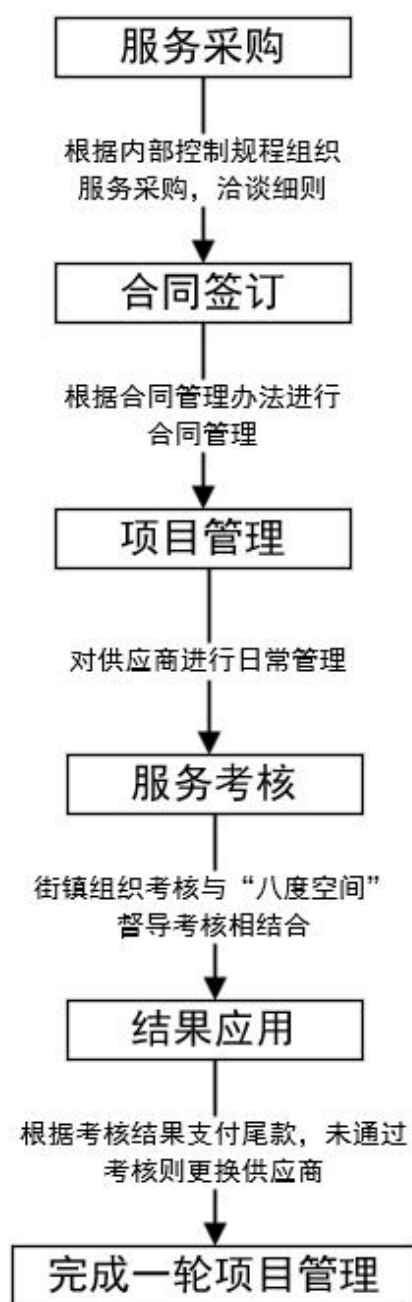 服务采购
根据内部控制规程组织
服务采购，洽谈细则
合同签订
根据合同管理办法进行
合同管理
项目管理
对供应商进行日常管理
服务考核
街镇组织考核与“八度空间”
督导考核相结合
结果应用
根据考核结果支付尾款，未通过
考核则更换供应商
完成一轮项目管理